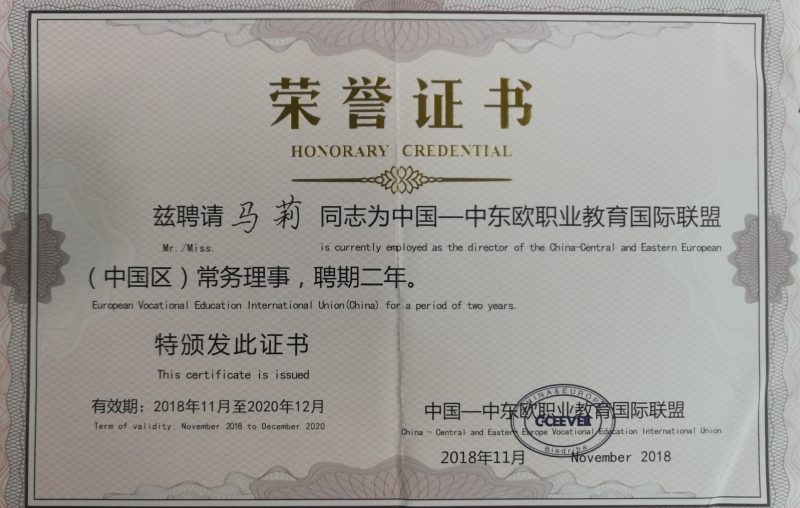 荣誉证书
HONORARY CREDENTIAL
兹聘请 马莉 同志为中国—中东欧职业教育国际联盟
Mr./Miss. is currently employed as the director of the China-Central and Eastern European
（中国区）常务理事，聘期二年。
European Vocational Education International Union(China) for a period of two years.
特颁发此证书
This certificate is issued
有效期：2018年11月至2020年12月
Term of validity: November 2018 to December 2020
中国—中东欧职业教育国际联盟
China - Central and Eastern Europe Vocational Education International Union
2018年11月 November 2018
CHINA&EUROPE